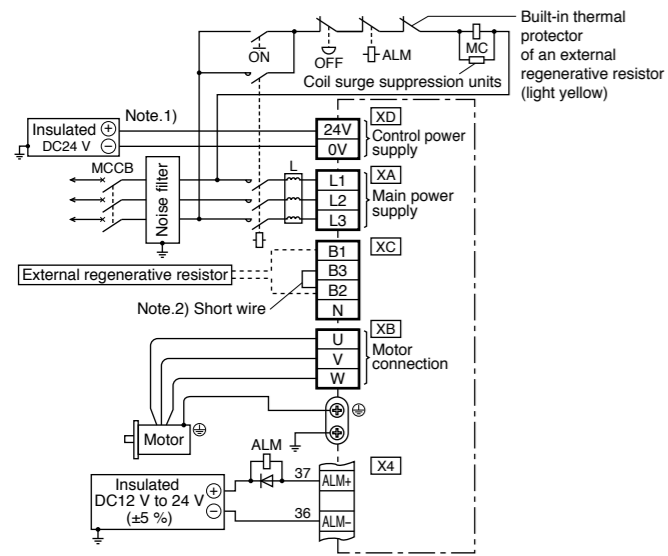 Built-in thermal
protector
of an external
regenerative resistor
(light yellow)
ON
OFF
ALM
MC
Coil surge suppression units
Note.1)
Insulated
DC24 V
+
−
24V
0V
XD
Control power
supply
MCCB
Noise filter
L
L1
L2
L3
XA
Main power
supply
External regenerative resistor
B1
B3
B2
N
XC
Note.2) Short wire
U
V
W
XB
Motor
connection
Motor
ALM
Insulated
DC12 V to 24 V
(±5 %)
+
−
37
36
ALM+
ALM−
X4